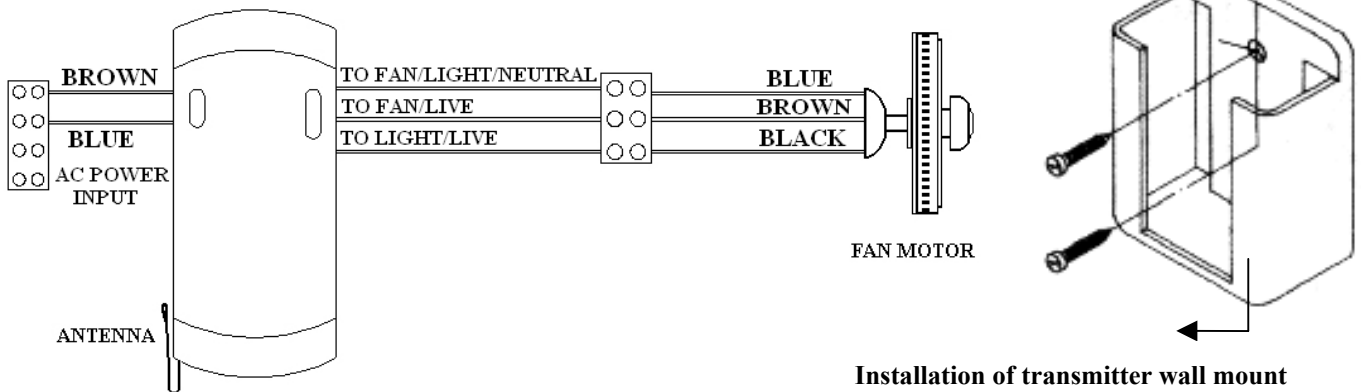 BROWN
BLUE
AC POWER
INPUT
ANTENNA
TO FAN/LIGHT/NEUTRAL
TO FAN/LIVE
TO LIGHT/LIVE
BLUE
BROWN
BLACK
FAN MOTOR
Installation of transmitter wall mount